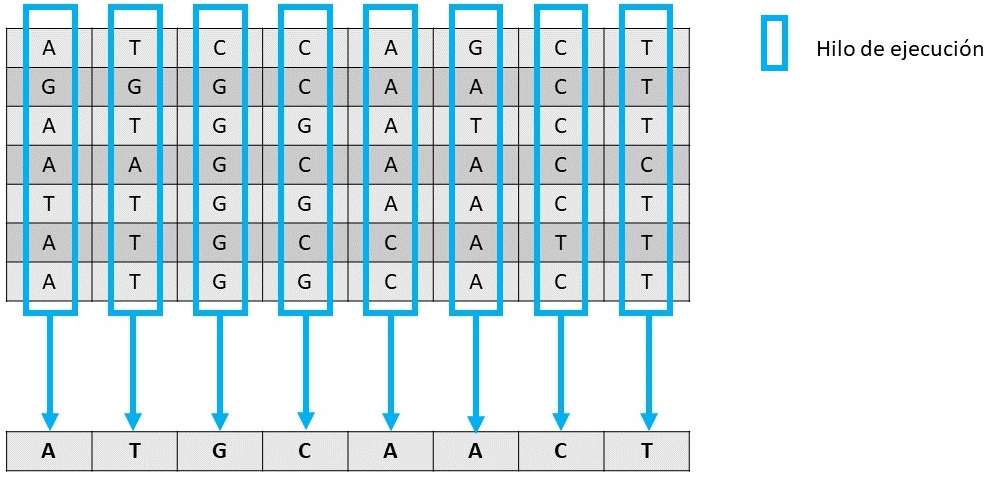 A T C C A G C T
Hilo de ejecución
G G G C A A C T
A T G G A T C T
A A G C A A C C
T T G G A A C T
A T G C C A T T
A T G G C A C T
A T G C A A C T